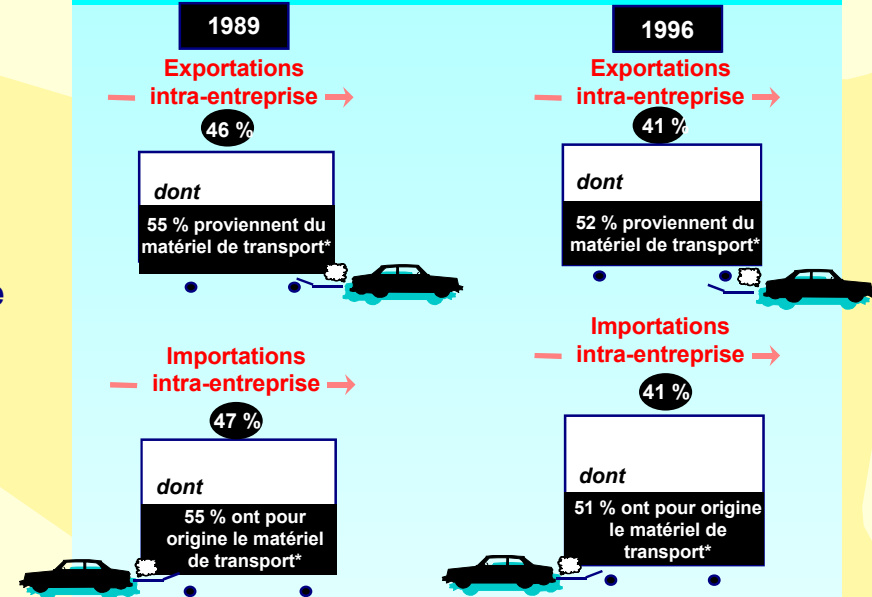 1989
Exportations
intra-entreprise
46 %
dont
55 % proviennent du
matériel de transport*
Importations
intra-entreprise
47 %
dont
55 % ont pour
origine le matériel
de transport*
1996
Exportations
intra-entreprise
41 %
dont
52 % proviennent du
matériel de transport*
Importations
intra-entreprise
41 %
dont
51 % ont pour origine
le matériel de
transport*
e